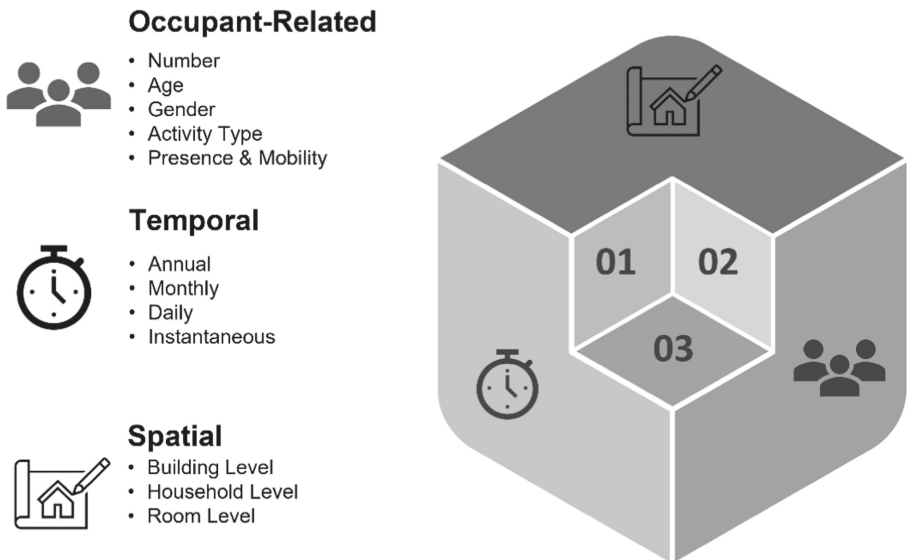 Occupant-Related
• Number
• Age
• Gender
• Activity Type
• Presence & Mobility
Temporal
• Annual
• Monthly
• Daily
• Instantaneous
Spatial
• Building Level
• Household Level
• Room Level
01
02
03